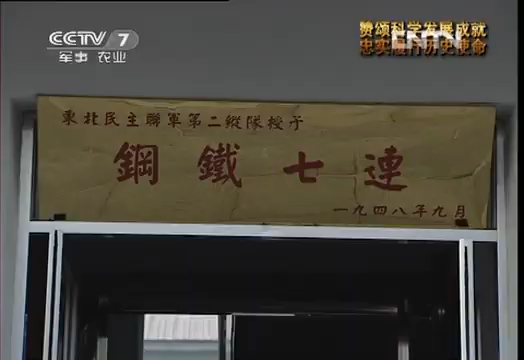 CCTV 7
军事 农业
赞颂科学发展成就
忠实履行历史使命
東北民主聯軍第二縱隊授予
鋼鐵七連
一九四八年九月